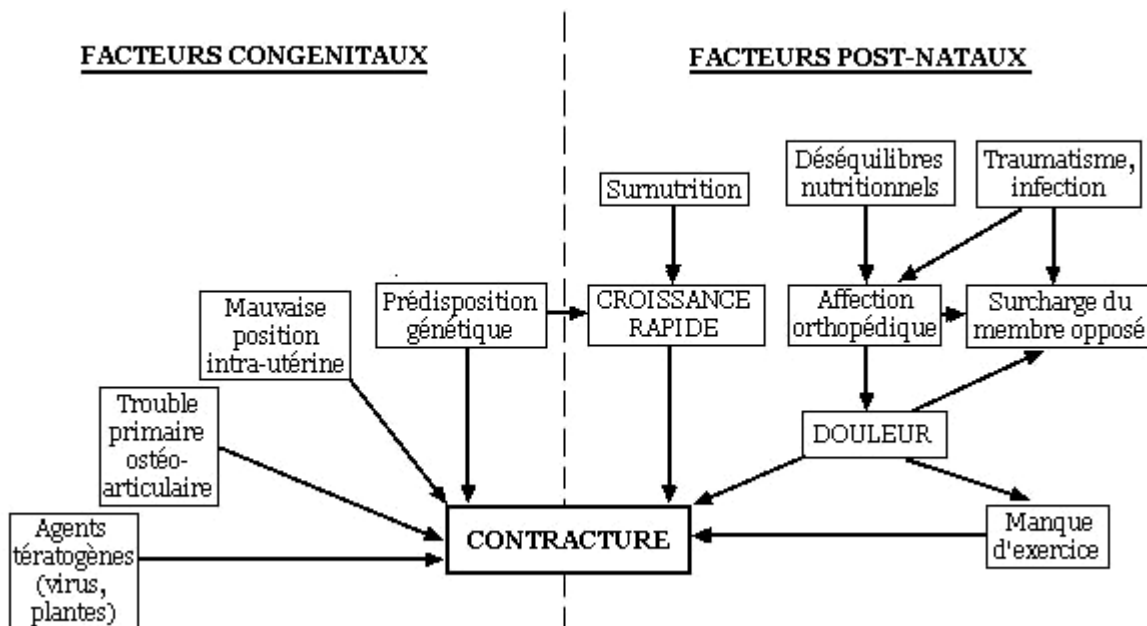 FACTEURS CONGENITAUX
FACTEURS POST-NATAUX
Surnutrition
Déséquilibres
nutritionnels
Traumatisme,
infection
Mauvaise
position
intra-utérine
Prédisposition
génétique
CROISSANCE
RAPIDE
Affection
orthopédique
Surcharge du
membre opposé
Trouble
primaire
ostéo-
articulaire
DOULEUR
Agents
tératogènes
(virus,
plantes)
CONTRACTURE
Manque
d'exercice